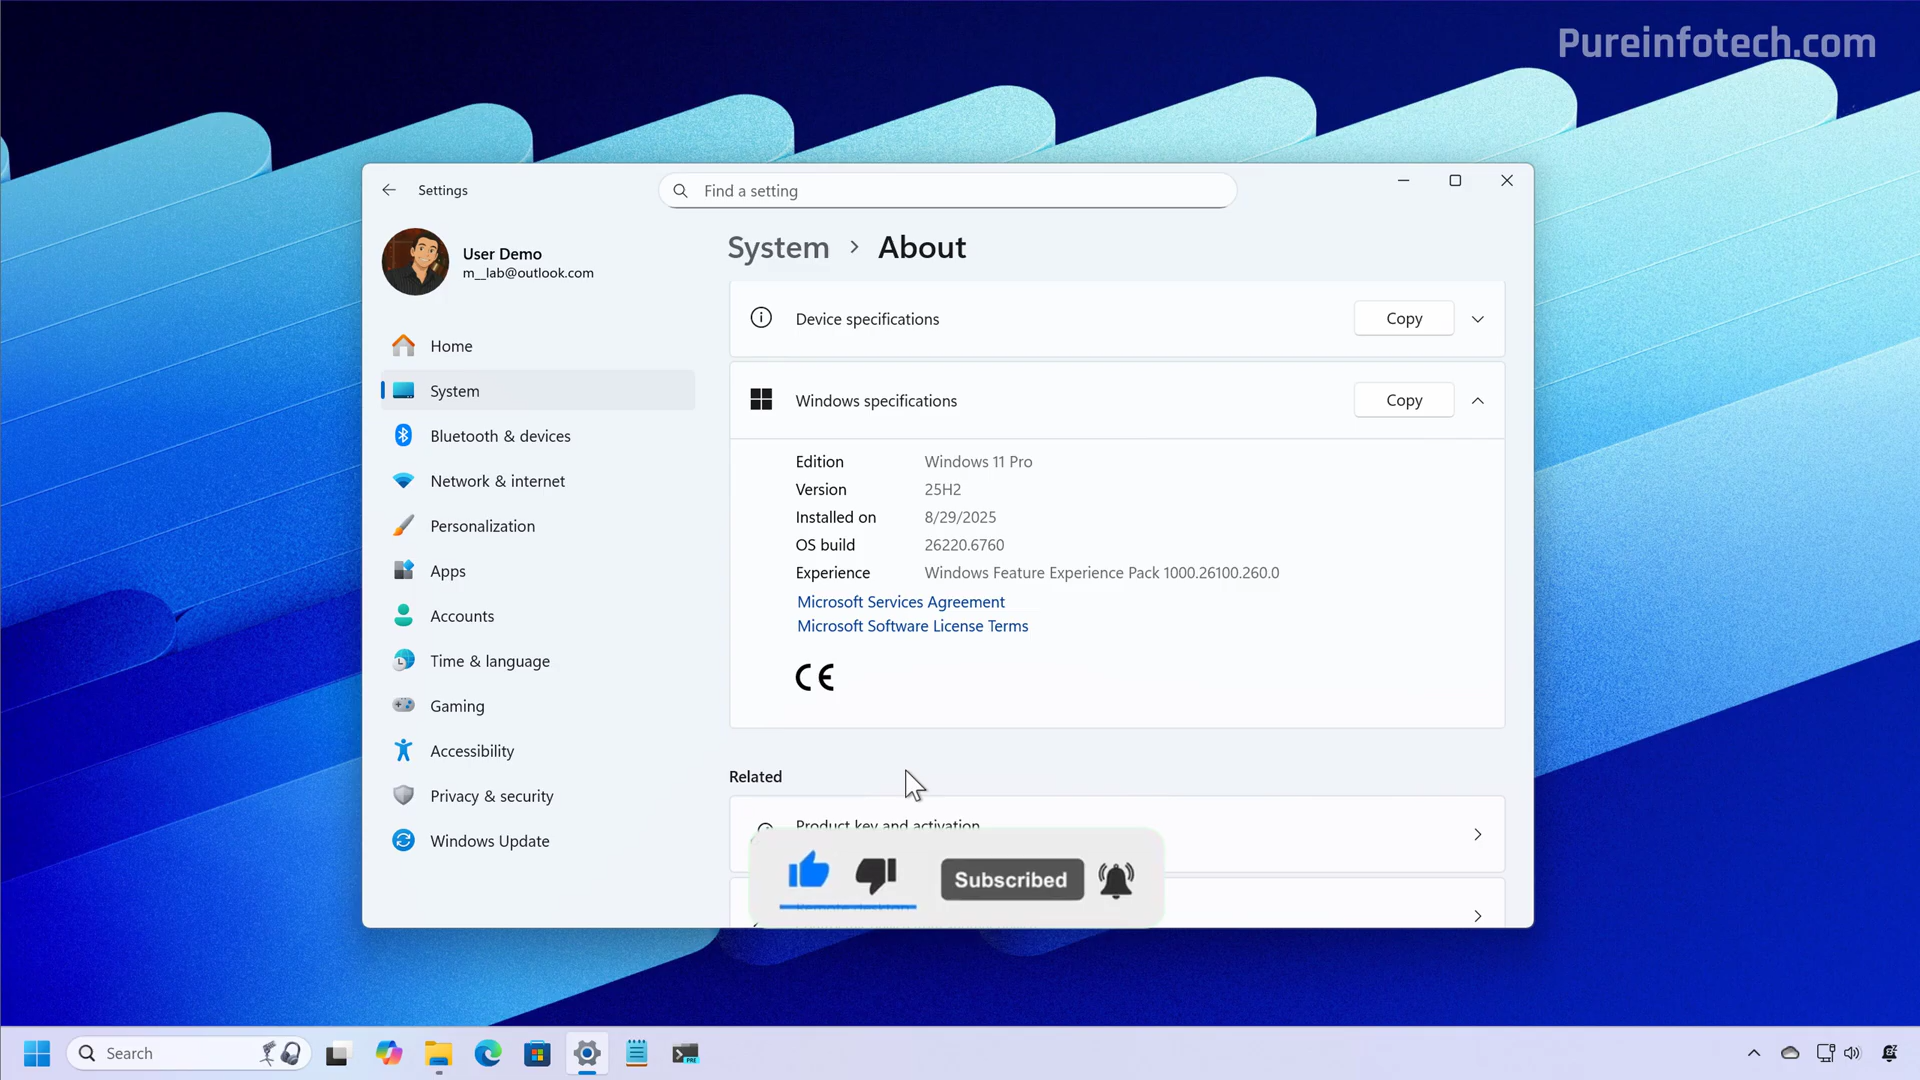 Pureinfotech.com
Settings
Find a setting
User Demo
m__lab@outlook.com
Home
System
Bluetooth & devices
Network & internet
Personalization
Apps
Accounts
Time & language
Gaming
Accessibility
Privacy & security
Windows Update
System > About
Device specifications Copy
Windows specifications Copy
Edition Windows 11 Pro
Version 25H2
Installed on 8/29/2025
OS build 26220.6760
Experience Windows Feature Experience Pack 1000.26100.260.0
Microsoft Services Agreement
Microsoft Software License Terms
CE
Related
Product key and activation
Subscribed
Search
PRE